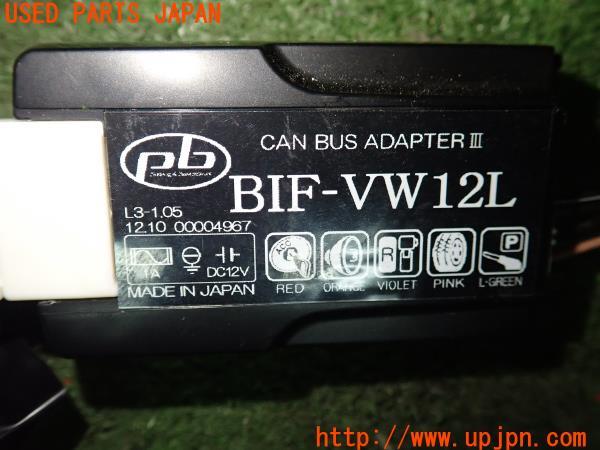 USED PARTS JAPAN
pb
CAN BUS ADAPTER III
BIF-VW12L
L3-1.05
12.10 00004967
1A
DC12V
ACC
R
P
MADE IN JAPAN
RED
ORANGE
VIOLET
PINK
L-GREEN
http://www.upjpn.com/